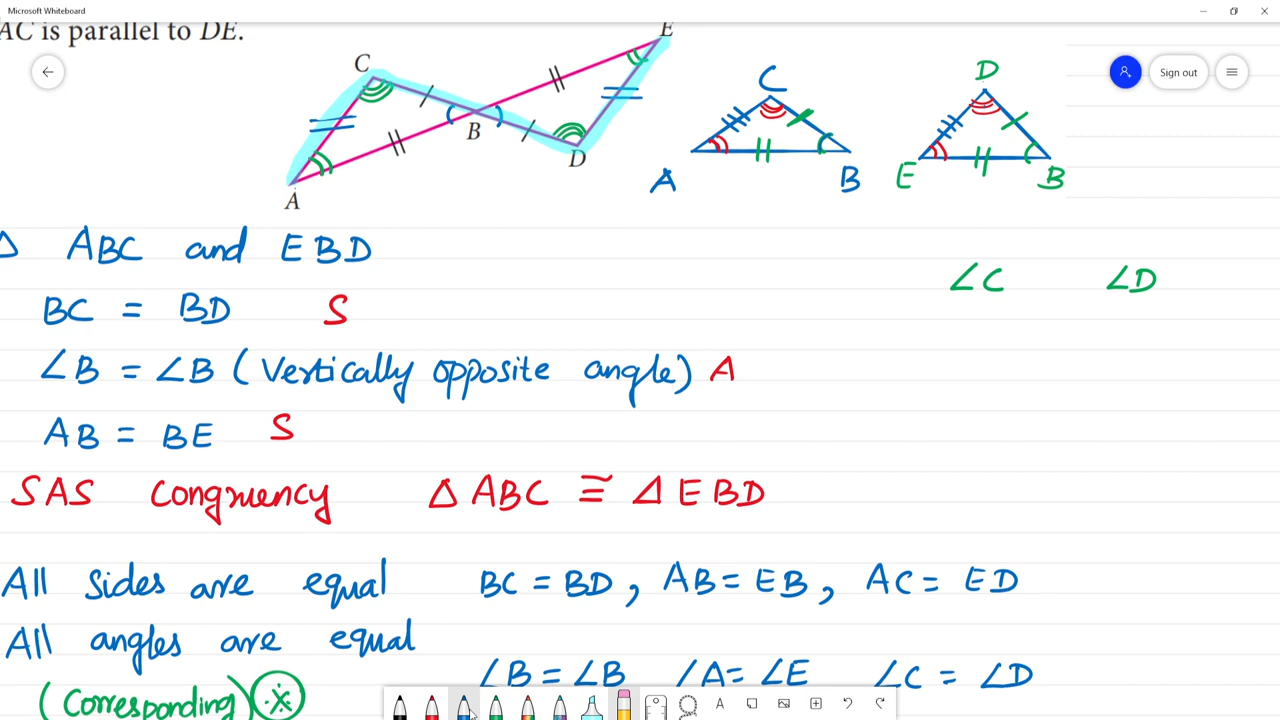 Microsoft Whiteboard
AC is parallel to DE.
Sign out
C
E
B
D
A
C
A
B
D
E
B
Δ ABC and EBD
∠C ∠D
BC = BD S
∠B = ∠B (Vertically opposite angle) A
AB = BE S
SAS Congruency Δ ABC ≅ Δ EBD
All sides are equal BC = BD, AB = EB, AC = ED
All angles are equal
∠B = ∠B ∠A = ∠E ∠C = ∠D
(Corresponding)